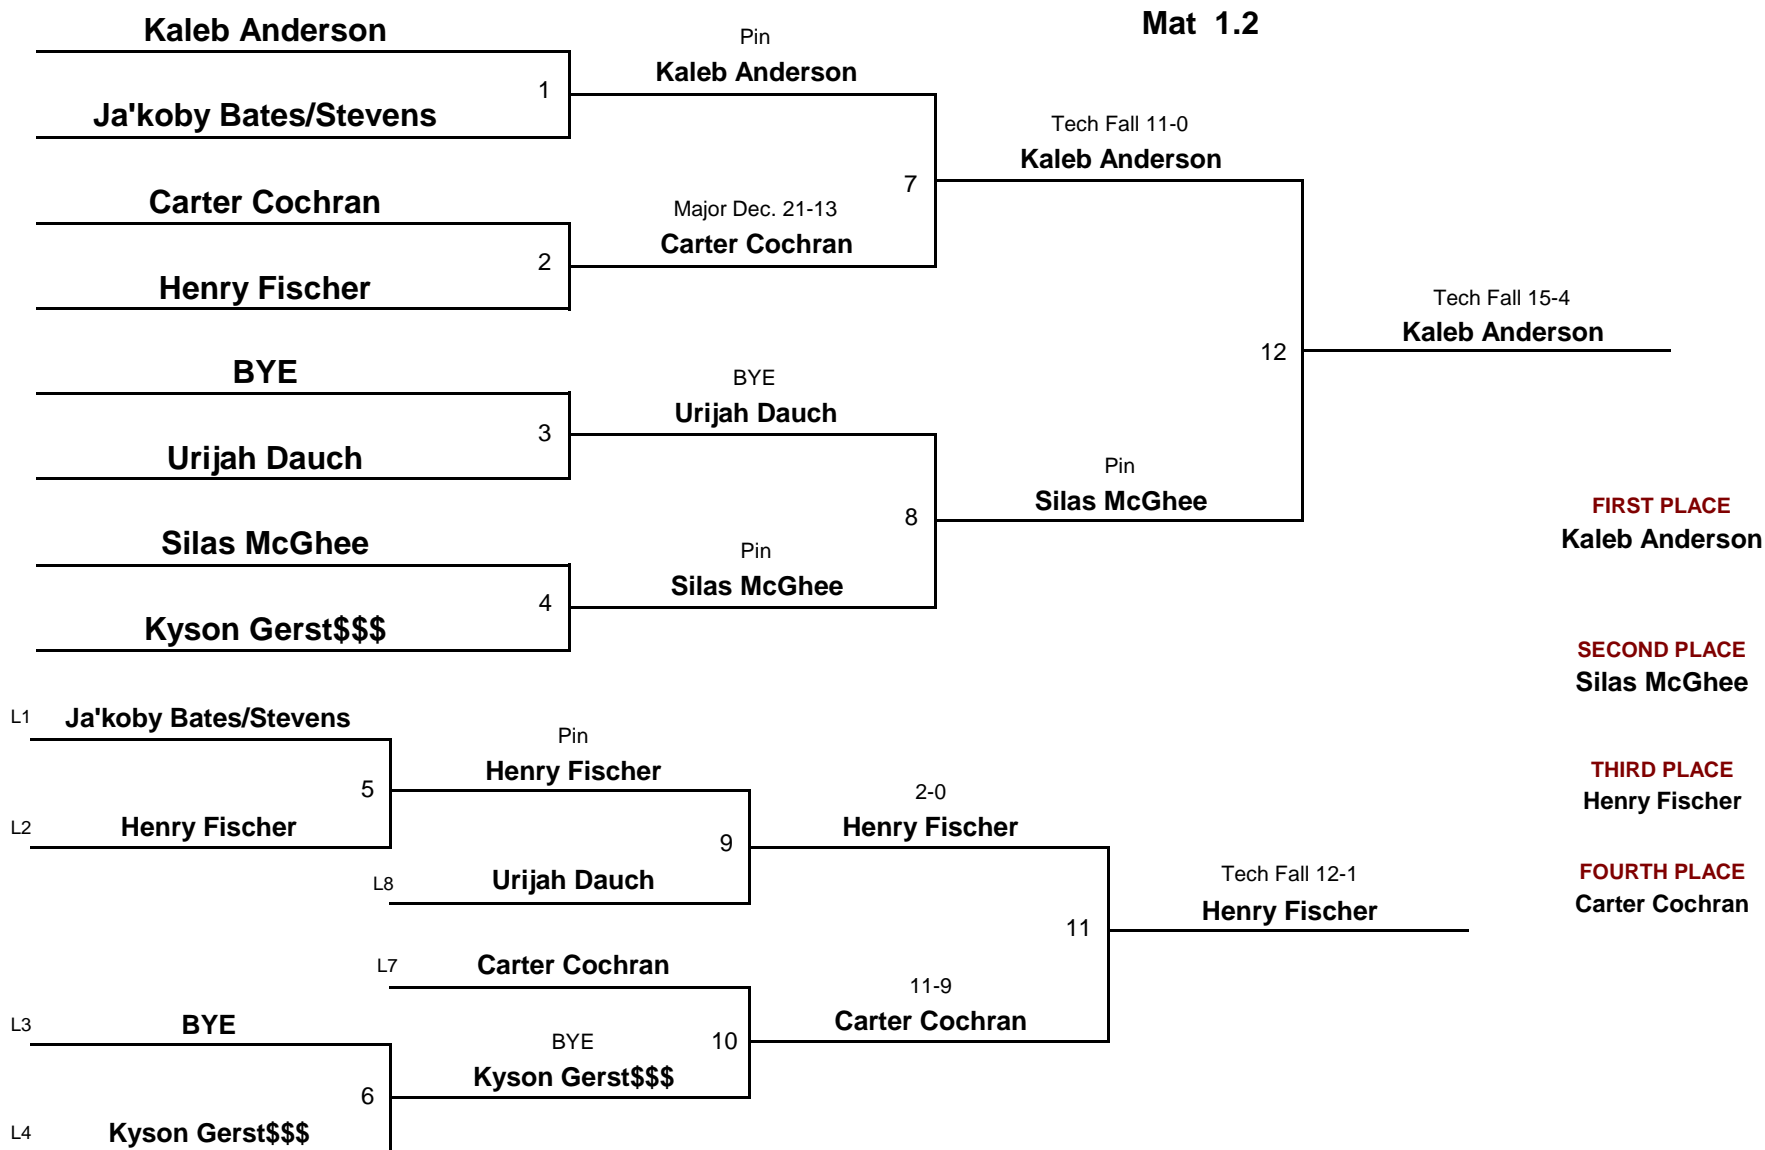 Mat 1.2
Kaleb Anderson
1
Ja'koby Bates/Stevens
Pin
Kaleb Anderson
Carter Cochran
2
Henry Fischer
Major Dec. 21-13
Carter Cochran
7
Tech Fall 11-0
Kaleb Anderson
BYE
3
Urijah Dauch
BYE
Urijah Dauch
Silas McGhee
4
Kyson Gerst$$$
Pin
Silas McGhee
8
Pin
Silas McGhee
12
Tech Fall 15-4
Kaleb Anderson
FIRST PLACE
Kaleb Anderson
SECOND PLACE
Silas McGhee
THIRD PLACE
Henry Fischer
FOURTH PLACE
Carter Cochran
L1 Ja'koby Bates/Stevens
5
L2 Henry Fischer
Pin
Henry Fischer
9
L8 Urijah Dauch
2-0
Henry Fischer
L7 Carter Cochran
10
L3 BYE
6
L4 Kyson Gerst$$$
BYE
Kyson Gerst$$$
11-9
Carter Cochran
11
Tech Fall 12-1
Henry Fischer